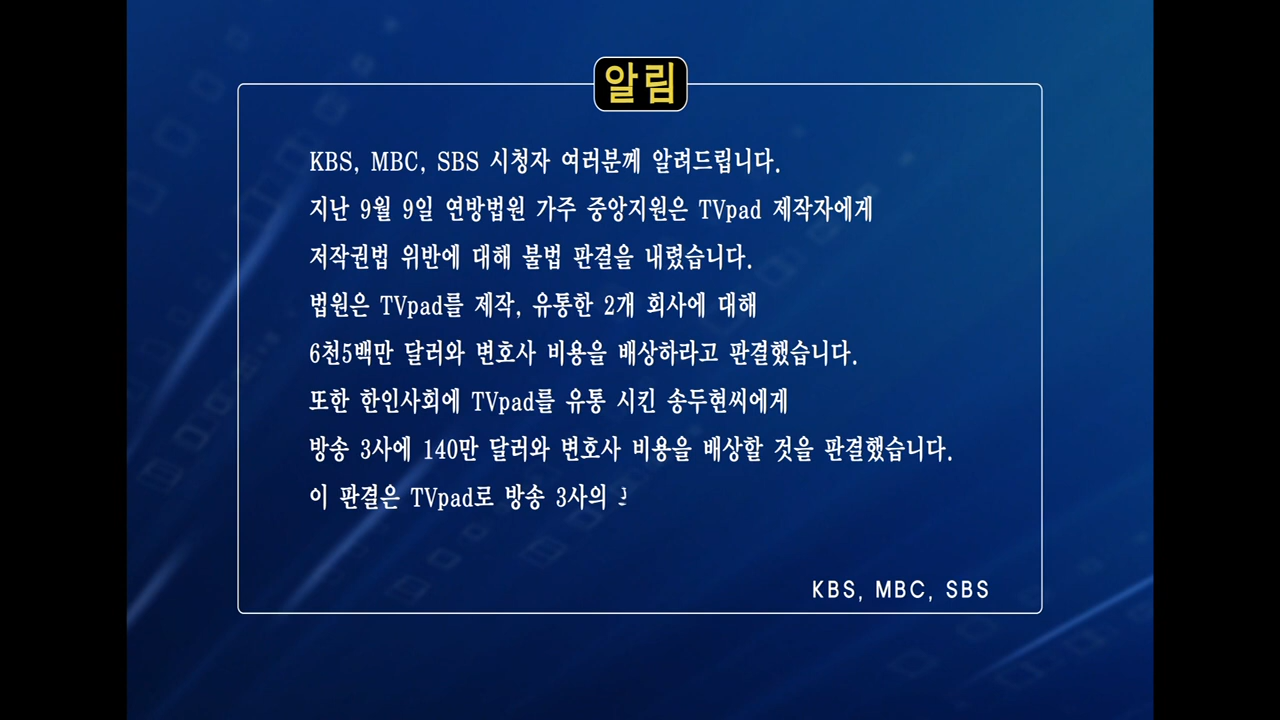 알림
KBS, MBC, SBS 시청자 여러분께 알려드립니다.
지난 9월 9일 연방법원 가주 중앙지원은 TVpad 제작자에게
저작권법 위반에 대해 불법 판결을 내렸습니다.
법원은 TVpad를 제작, 유통한 2개 회사에 대해
6천5백만 달러와 변호사 비용을 배상하라고 판결했습니다.
또한 한인사회에 TVpad를 유통 시킨 송두현씨에게
방송 3사에 140만 달러와 변호사 비용을 배상할 것을 판결했습니다.
이 판결은 TVpad로 방송 3사의
KBS, MBC, SBS